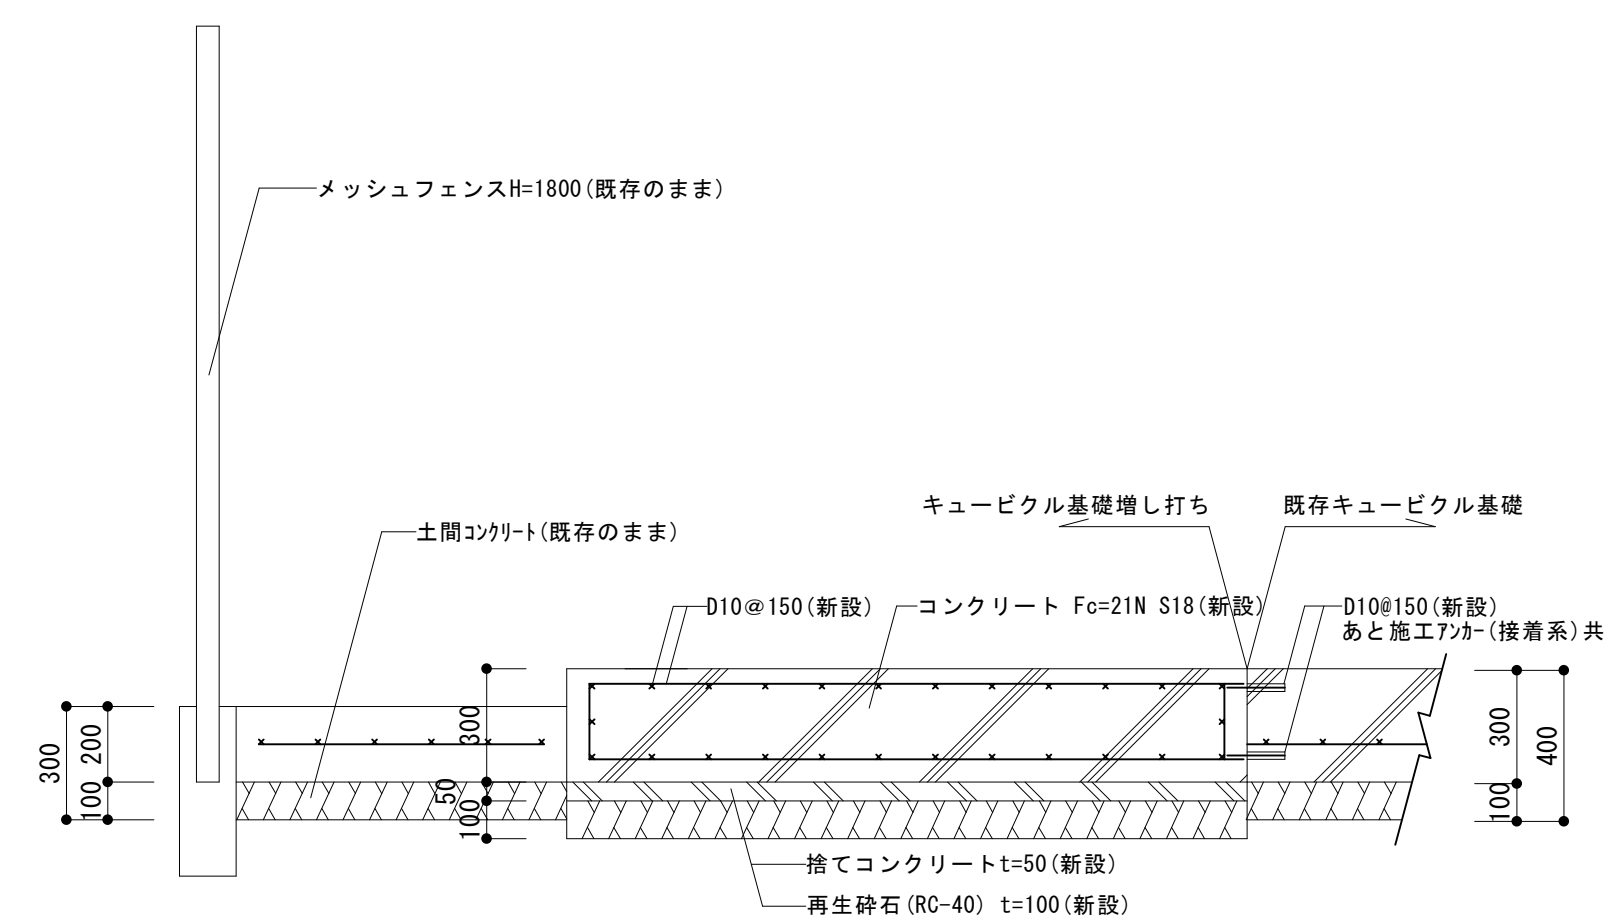 メッシュフェンスH=1800(既存のまま)
キュービクル基礎増し打ち
既存キュービクル基礎
土間ｺﾝｸﾘｰﾄ(既存のまま)
D10＠150(新設)
コンクリート Fc=21N S18(新設)
D10@150(新設)
あと施工ｱﾝｶｰ(接着系)共
300
200
100
300
50
100
300
100
400
捨てコンクリートt=50(新設)
再生砕石(RC-40) t=100(新設)